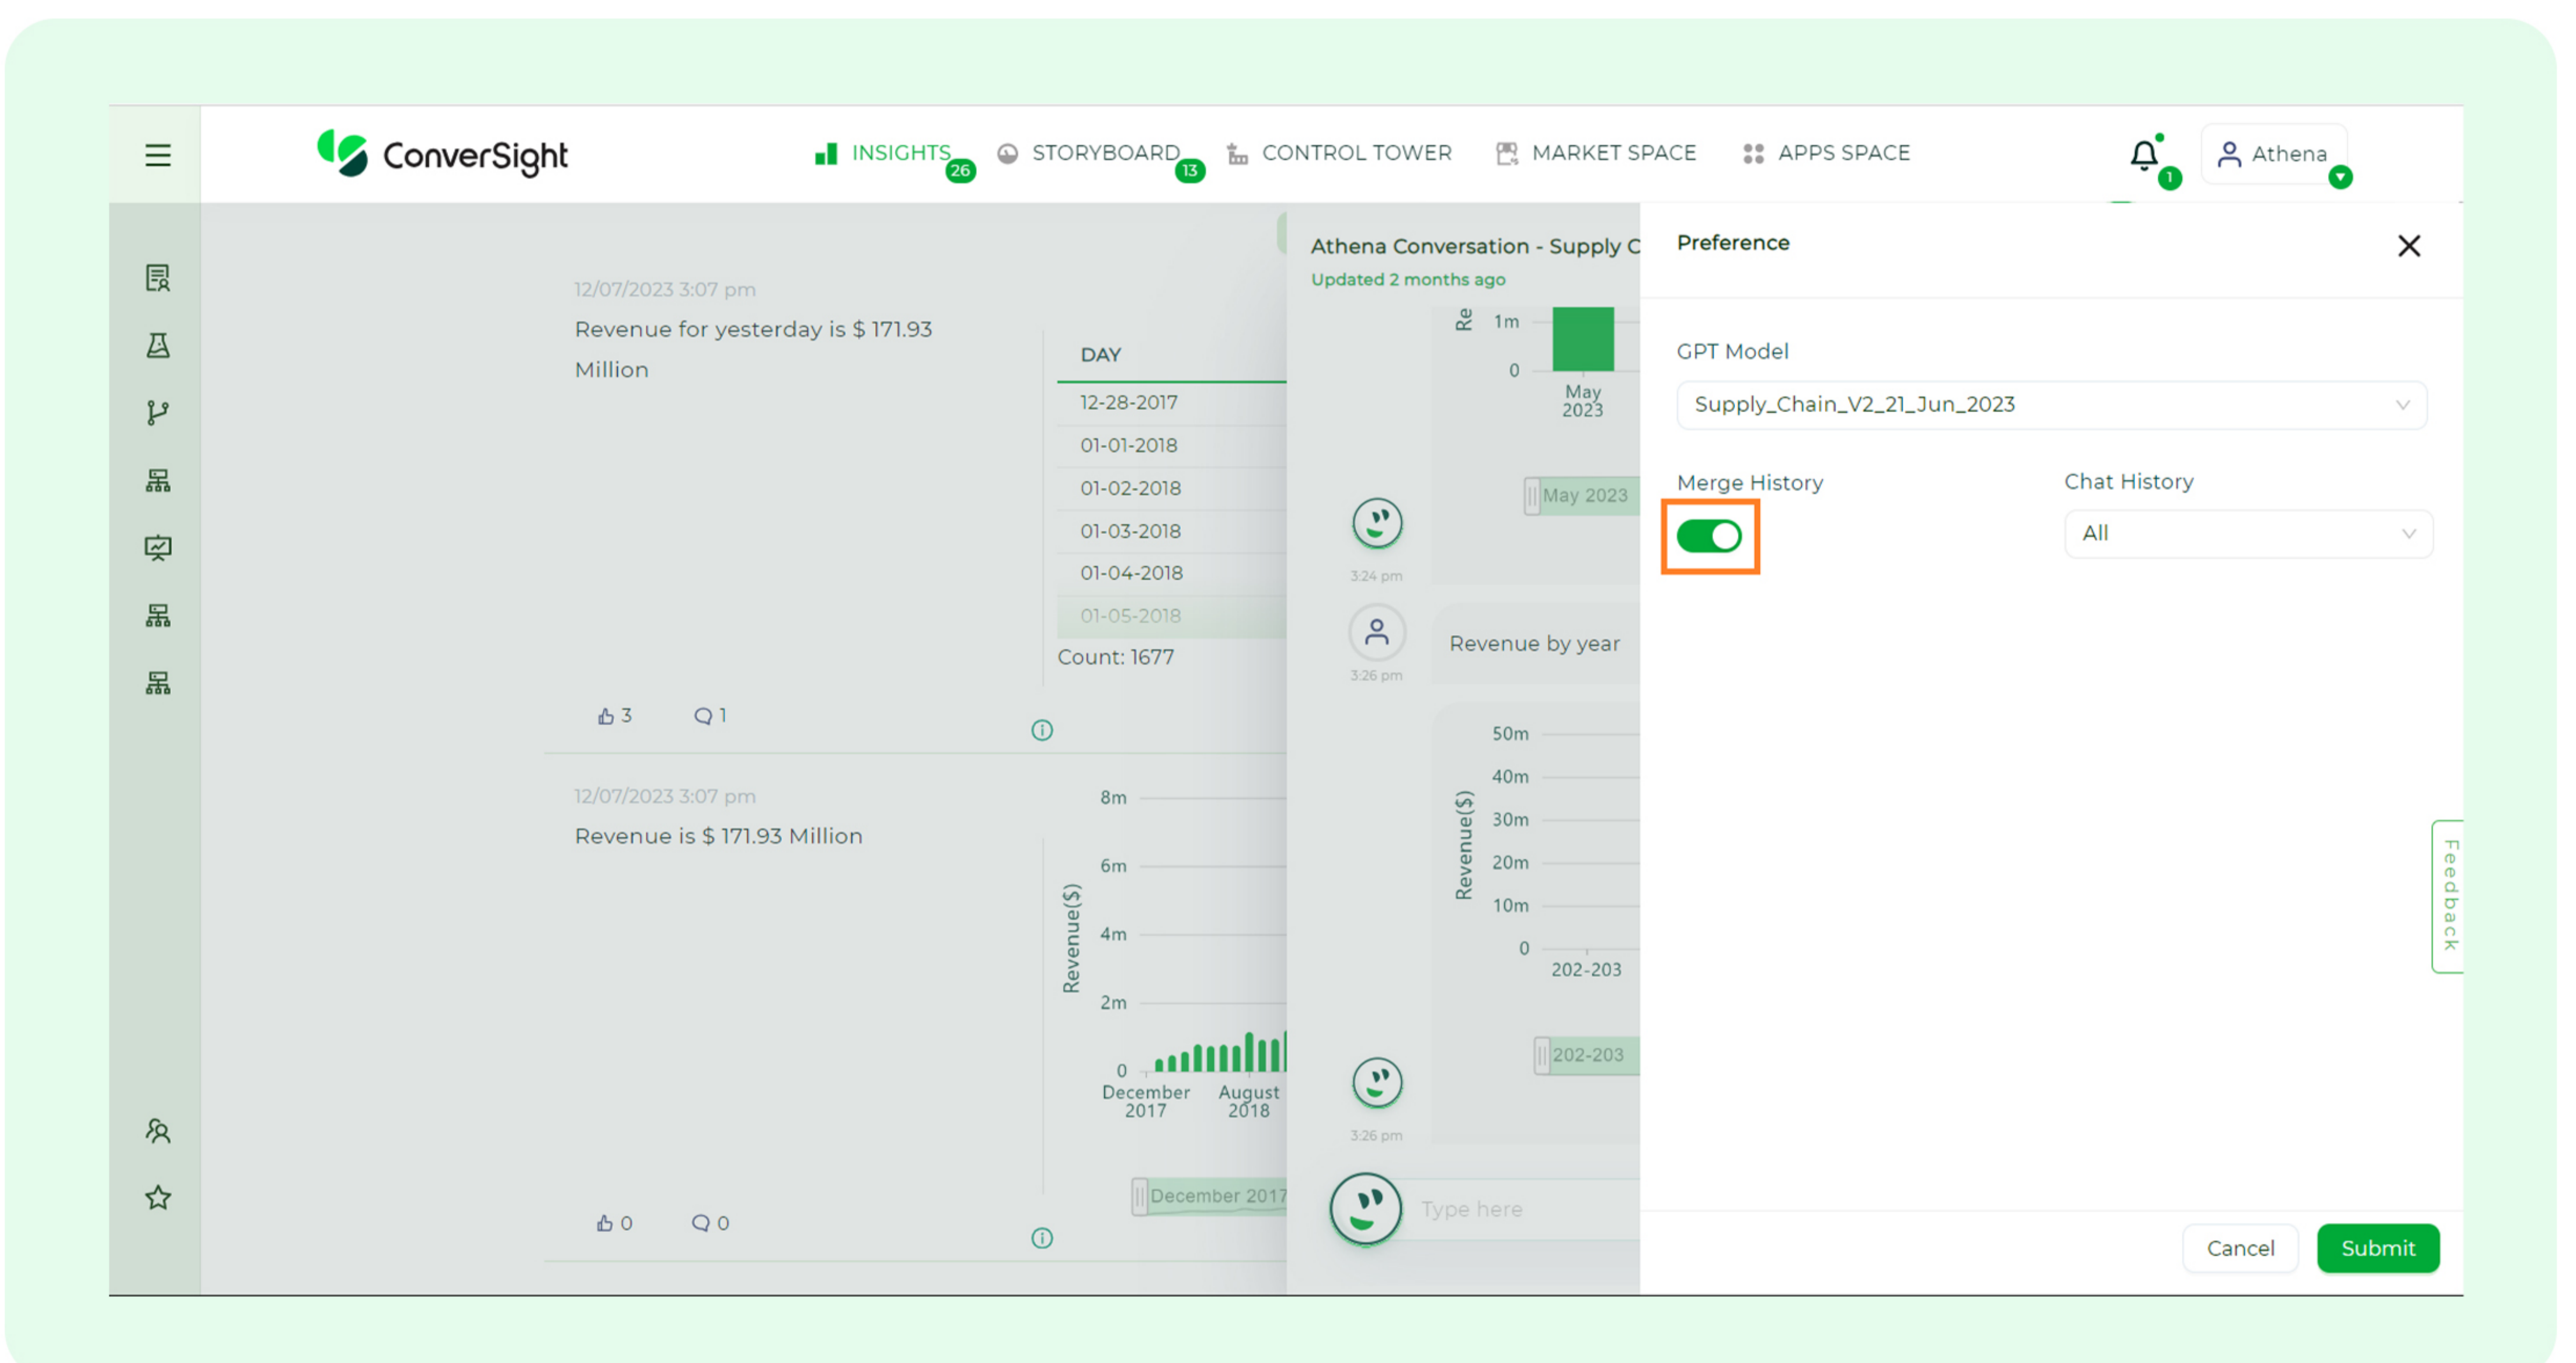 ConverSight
INSIGHTS
26
STORYBOARD
13
CONTROL TOWER
MARKET SPACE
APPS SPACE
1
Athena
12/07/2023 3:07 pm
Revenue for yesterday is $ 171.93
Million
DAY
12-28-2017
01-01-2018
01-02-2018
01-03-2018
01-04-2018
01-05-2018
Count: 1677
3
1
12/07/2023 3:07 pm
Revenue is $ 171.93 Million
8m
6m
4m
2m
0
Revenue($)
December
2017
August
2018
December 2017
0
0
Athena Conversation - Supply C
Updated 2 months ago
Re
1m
0
May
2023
May 2023
3:24 pm
Revenue by year
3:26 pm
50m
40m
30m
20m
10m
0
Revenue($)
202-203
202-203
3:26 pm
Type here
Preference
GPT Model
Supply_Chain_V2_21_Jun_2023
Merge History
Chat History
All
Feedback
Cancel
Submit